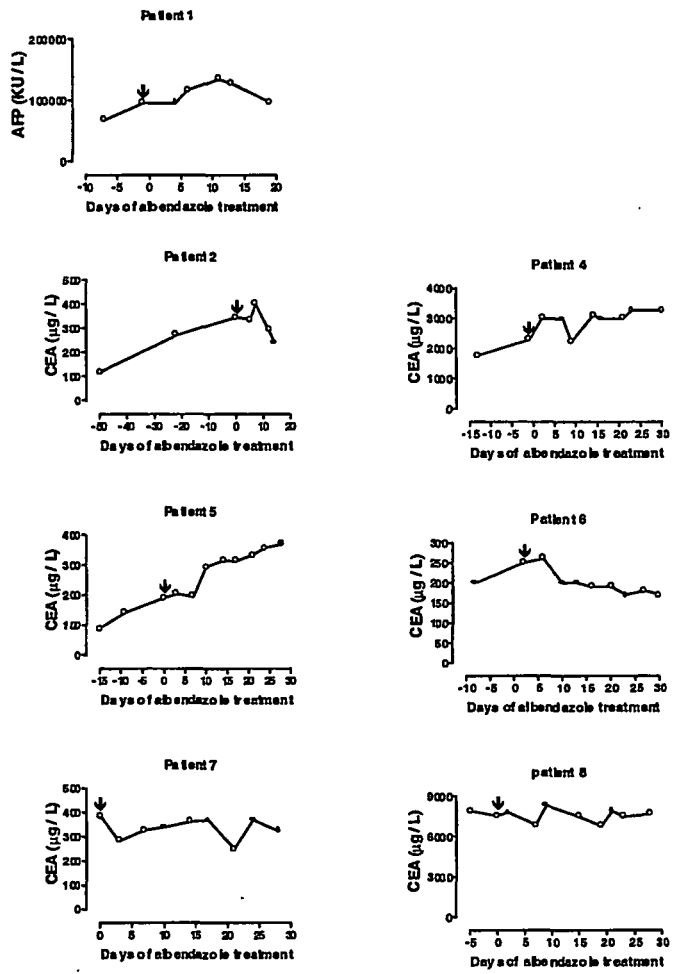 Patient 1
AFP (KU/L)
200000
100000
0
-10 -5 0 5 10 15 20
Days of albendazole treatment
Patient 2
CEA (µg/L)
500
400
300
200
100
0
-50 -40 -30 -20 -10 0 10 20
Days of albendazole treatment
Patient 4
CEA (µg/L)
4000
3000
2000
1000
0
-15 -10 -5 0 5 10 15 20 25 30
Days of albendazole treatment
Patient 5
CEA (µg/L)
400
300
200
100
0
-15 -10 -5 0 5 10 15 20 25 30
Days of albendazole treatment
Patient 6
CEA (µg/L)
300
250
200
150
100
50
0
-10 -5 0 5 10 15 20 25 30
Days of albendazole treatment
Patient 7
CEA (µg/L)
500
400
300
200
100
0
0 5 10 15 20 25 30
Days of albendazole treatment
patient 8
CEA (µg/L)
9000
6000
3000
0
-5 0 5 10 15 20 25 30
Days of albendazole treatment